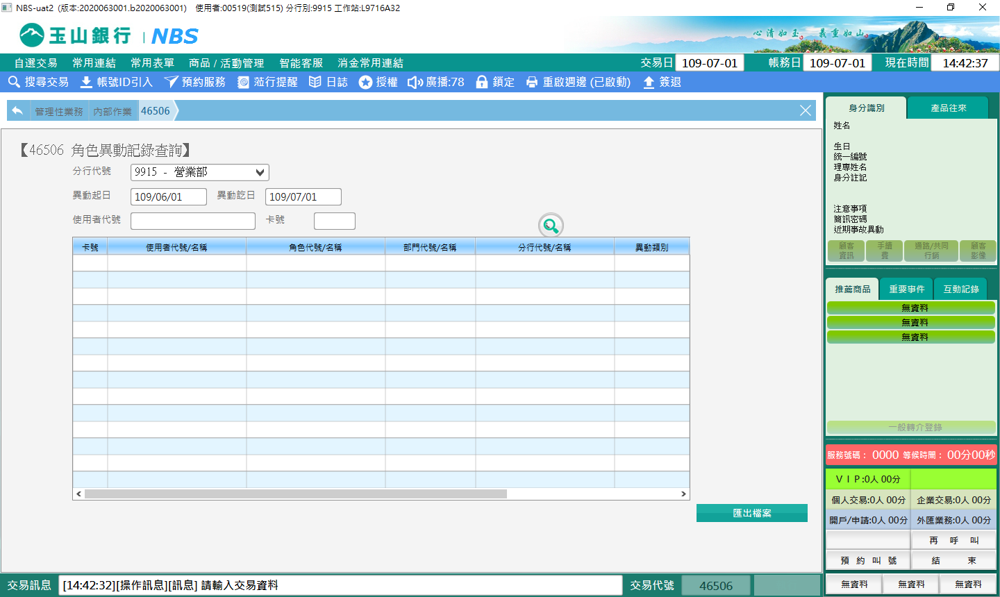 NBS-uat2 (版本:2020063001.b2020063001) 使用者:00519(測試515) 分行別:9915 工作站:L9716A32
玉山銀行 | NBS
心清如玉 義重如山
自選交易 常用連結 常用表單 商品/活動管理 智能客服 消金常用連結 交易日 109-07-01 帳務日 109-07-01 現在時間 14:42:37
搜尋交易 帳號ID引入 預約服務 蒞行提醒 日誌 授權 廣播:78 鎖定 重啟週邊 (已啟動) 簽退
管理性業務 內部作業 46506
【46506 角色異動記錄查詢】
分行代號 9915 - 營業部
異動起日 109/06/01 異動訖日 109/07/01
使用者代號 卡號
卡號 使用者代號/名稱 角色代號/名稱 部門代號/名稱 分行代號/名稱 異動類別
匯出檔案
身分識別 產品往來
姓名
生日
統一編號
理專姓名
身分註記
注意事項
簡訊密碼
近期事故異動
顧客資訊 手續費 通路/共同行銷 顧客影像
推薦商品 重要事件 互動記錄
無資料
無資料
無資料
一般轉介登錄
服務號碼: 0000 等候時間: 00分00秒
VIP:0人 00分
個人交易:0人 00分 企業交易:0人 00分
開戶/申請:0人 00分 外匯業務:0人 00分
再 呼 叫
預 約 叫 號 結 束
無資料 無資料 無資料
交易訊息 [14:42:32][操作訊息][訊息] 請輸入交易資料 交易代號 46506